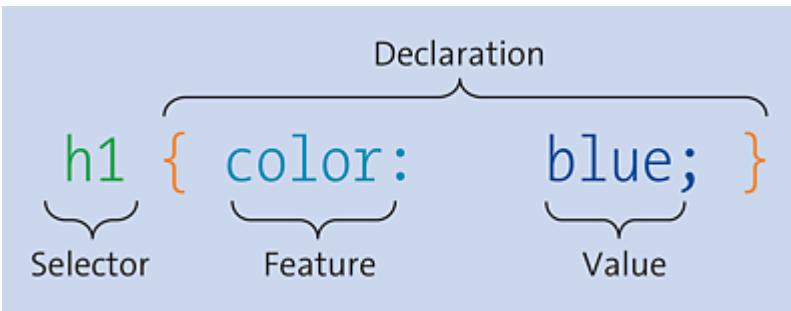 Declaration
h1 { color: blue; }
Selector Feature Value